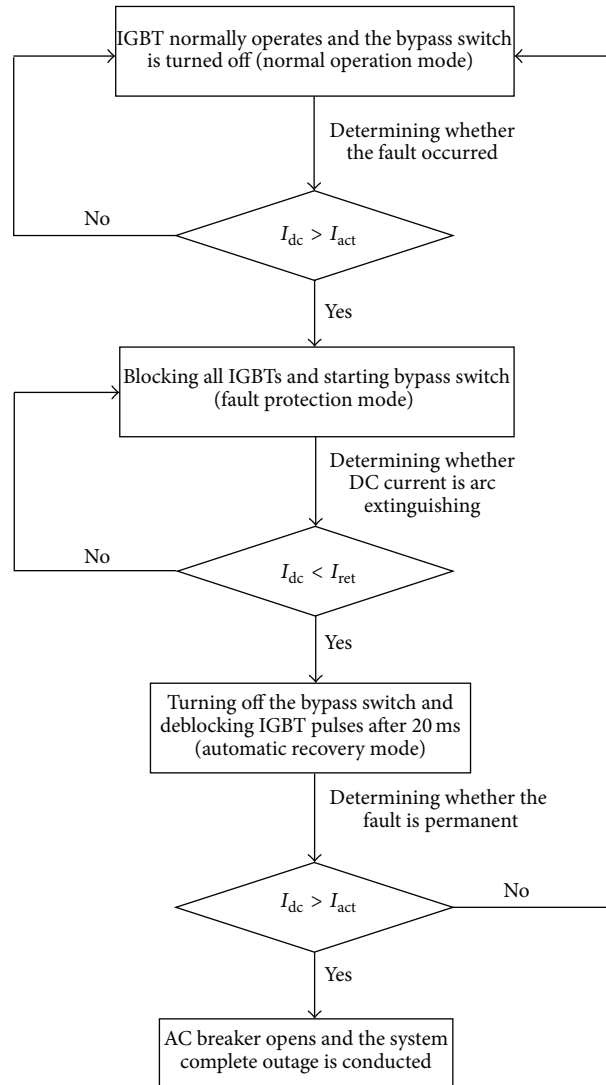 IGBT normally operates and the bypass switch
is turned off (normal operation mode)
Determining whether
the fault occurred
No
I_dc > I_act
Yes
Blocking all IGBTs and starting bypass switch
(fault protection mode)
Determining whether
DC current is arc
extinguishing
No
I_dc < I_ret
Yes
Turning off the bypass switch and
deblocking IGBT pulses after 20 ms
(automatic recovery mode)
Determining whether the
fault is permanent
I_dc > I_act
No
Yes
AC breaker opens and the system
complete outage is conducted